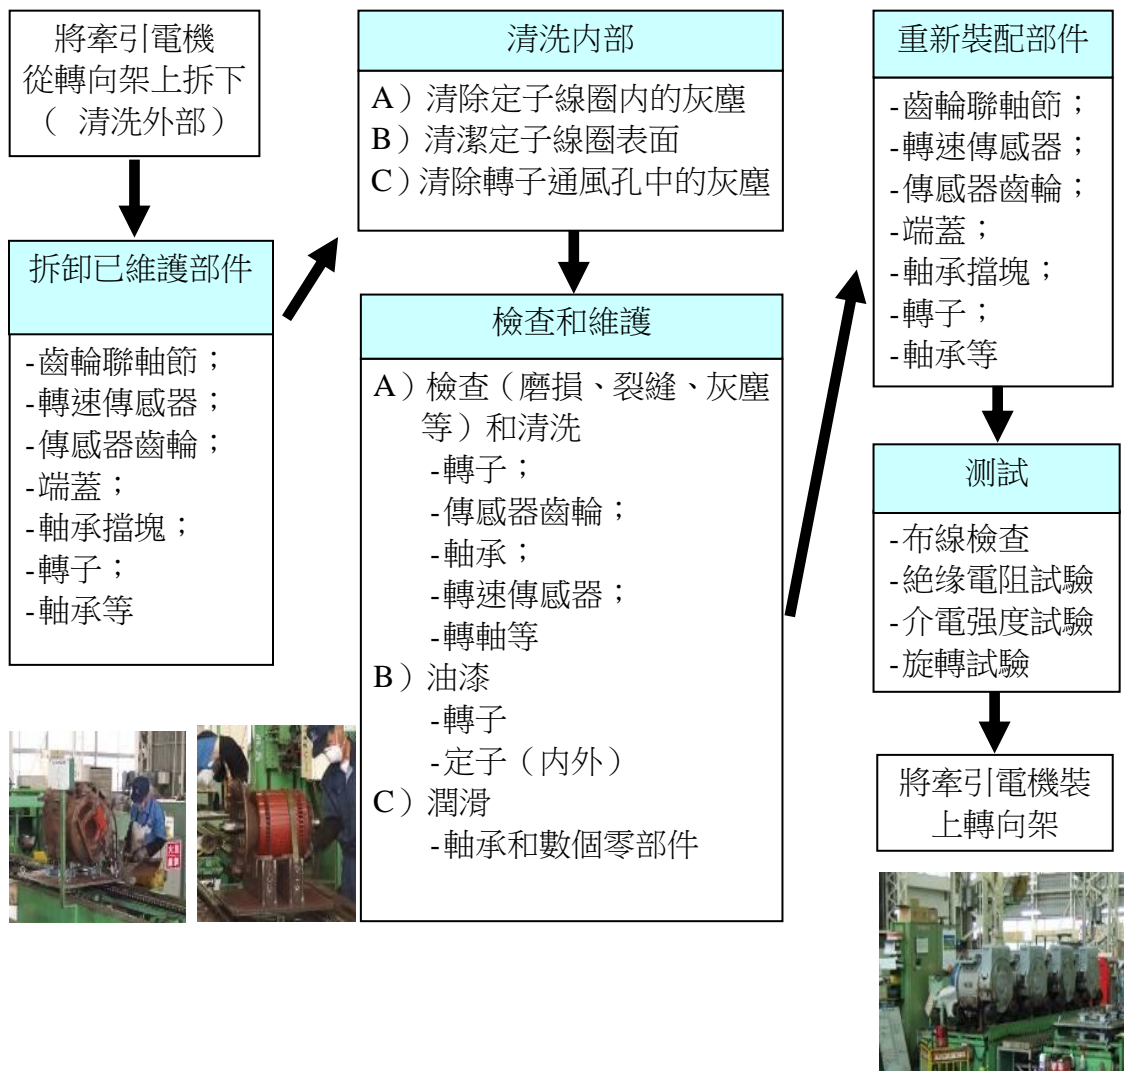 將牽引電機
從轉向架上拆下
（ 清洗外部）
拆卸已維護部件
-齒輪聯軸節；
-轉速傳感器；
-傳感器齒輪；
-端蓋；
-軸承擋塊；
-轉子；
-軸承等
清洗内部
A）清除定子線圈内的灰塵
B）清潔定子線圈表面
C）清除轉子通風孔中的灰塵
檢查和維護
A）檢查（磨損、裂縫、灰塵
等）和清洗
-轉子；
-傳感器齒輪；
-軸承；
-轉速傳感器；
-轉軸等
B）油漆
-轉子
-定子（内外）
C）潤滑
-軸承和數個零部件
重新裝配部件
-齒輪聯軸節；
-轉速傳感器；
-傳感器齒輪；
-端蓋；
-軸承擋塊；
-轉子；
-軸承等
测試
-布線檢查
-絕缘電阻試驗
-介電强度試驗
-旋轉試驗
將牽引電機裝
上轉向架